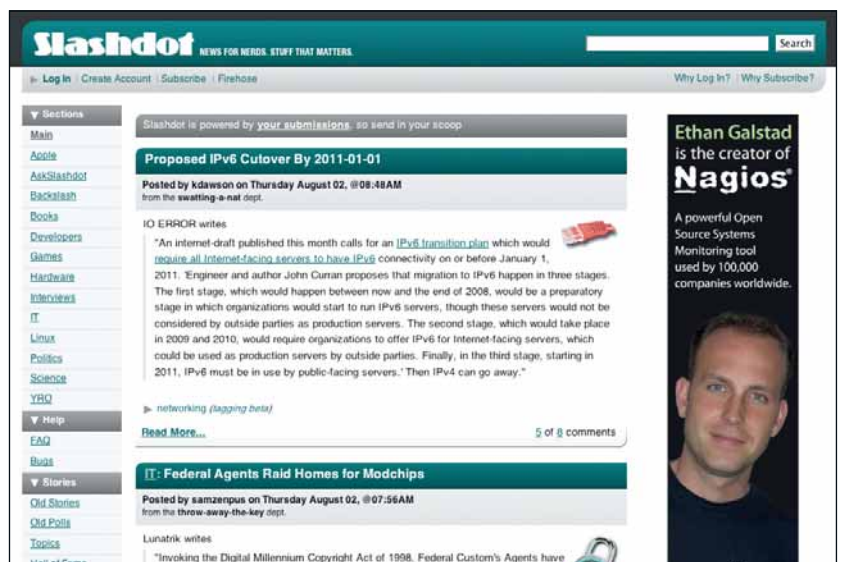 Slashdot NEWS FOR NERDS. STUFF THAT MATTERS.
Search
Log In | Create Account | Subscribe | Firehose
Why Log In? | Why Subscribe?
▼ Sections
Main
Apple
AskSlashdot
Backslash
Books
Developers
Games
Hardware
Interviews
IT
Linux
Politics
Science
YRO
▼ Help
FAQ
Bugs
▼ Stories
Old Stories
Old Polls
Topics
Hall of Fame
Slashdot is powered by your submissions, so send in your scoop
Proposed IPv6 Cutover By 2011-01-01
Posted by kdawson on Thursday August 02, @08:48AM
from the swatting-a-nat dept.
IO ERROR writes
"An internet-draft published this month calls for an IPv6 transition plan which would
require all Internet-facing servers to have IPv6 connectivity on or before January 1,
2011. 'Engineer and author John Curran proposes that migration to IPv6 happen in three stages.
The first stage, which would happen between now and the end of 2008, would be a preparatory
stage in which organizations would start to run IPv6 servers, though these servers would not be
considered by outside parties as production servers. The second stage, which would take place
in 2009 and 2010, would require organizations to offer IPv6 for Internet-facing servers, which
could be used as production servers by outside parties. Finally, in the third stage, starting in
2011, IPv6 must be in use by public-facing servers.' Then IPv4 can go away."
networking (tagging beta)
Read More...
5 of 8 comments
IT: Federal Agents Raid Homes for Modchips
Posted by samzenpus on Thursday August 02, @07:56AM
from the throw-away-the-key dept.
Lunatrik writes
"Invoking the Digital Millennium Copyright Act of 1998, Federal Custom's Agents have
Ethan Galstad
is the creator of
Nagios®
A powerful Open
Source Systems
Monitoring tool
used by 100,000
companies worldwide.